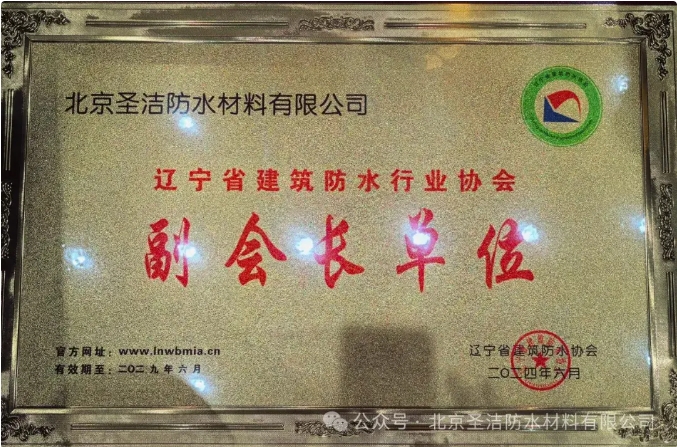 北京圣洁防水材料有限公司
辽宁省建筑防水行业协会
副会长单位
官方网址：www.lnwbmia.cn
有效期至：二〇二九年六月
辽宁省建筑防水协会
二〇二四年六月
公众号·北京圣洁防水材料有限公司